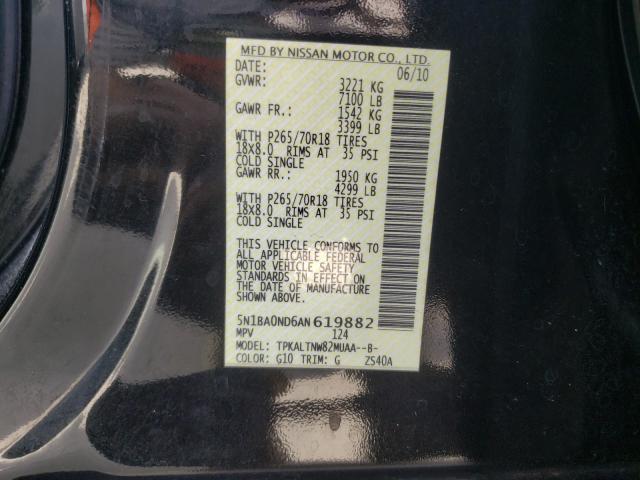 MFD BY NISSAN MOTOR CO., LTD.
DATE: 06/10
GVWR: 3221 KG
7100 LB
GAWR FR.: 1542 KG
3399 LB
WITH P265/70R18 TIRES
18X8.0 RIMS AT 35 PSI
COLD SINGLE
GAWR RR.: 1950 KG
4299 LB
WITH P265/70R18 TIRES
18X8.0 RIMS AT 35 PSI
COLD SINGLE
THIS VEHICLE CONFORMS TO
ALL APPLICABLE FEDERAL
MOTOR VEHICLE SAFETY
STANDARDS IN EFFECT ON THE
DATE OF MANUFACTURE
SHOWN ABOVE.
5N1BA0ND6AN619882
MPV 124
MODEL: TPKALTNW82MUAA--B-
COLOR: G10 TRIM: G ZS40A